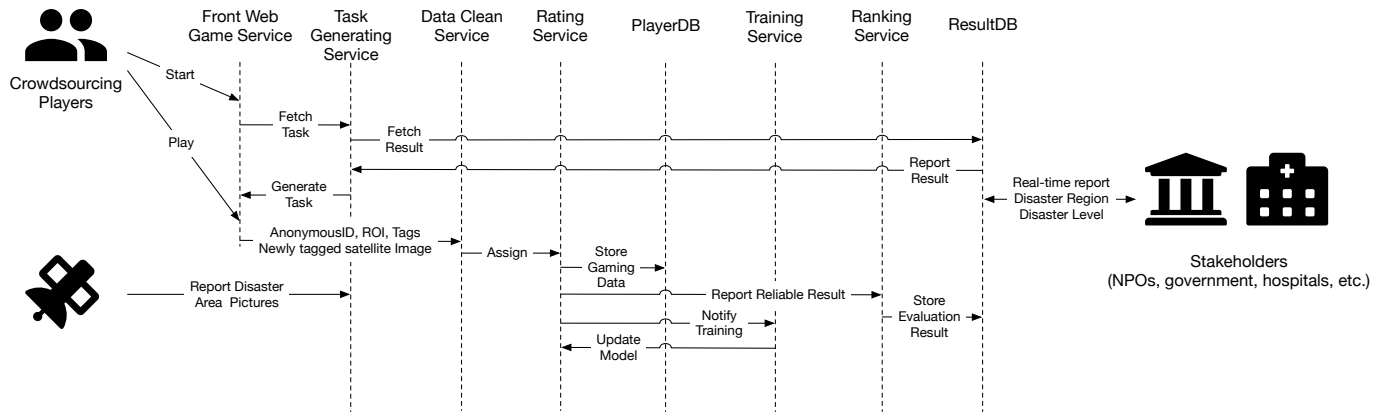 Front Web
Game Service
Task
Generating
Service
Data Clean
Service
Rating
Service
PlayerDB
Training
Service
Ranking
Service
ResultDB
Crowdsourcing
Players
Start
Play
Fetch
Task
Fetch
Result
Report
Result
Generate
Task
Real-time report
Disaster Region
Disaster Level
AnonymousID, ROI, Tags
Newly tagged satellite Image
Assign
Store
Gaming
Data
Stakeholders
(NPOs, government, hospitals, etc.)
Report Disaster
Area Pictures
Report Reliable Result
Store
Evaluation
Result
Notify
Training
Update
Model